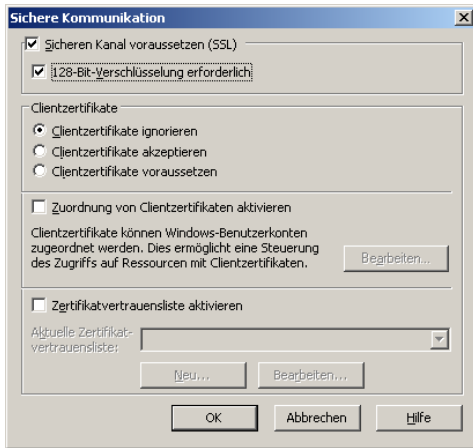 Sichere Kommunikation
Sicheren Kanal voraussetzen (SSL)
128-Bit-Verschlüsselung erforderlich
Clientzertifikate
Clientzertifikate ignorieren
Clientzertifikate akzeptieren
Clientzertifikate voraussetzen
Zuordnung von Clientzertifikaten aktivieren
Clientzertifikate können Windows-Benutzerkonten
zugeordnet werden. Dies ermöglicht eine Steuerung
des Zugriffs auf Ressourcen mit Clientzertifikaten.
Bearbeiten...
Zertifikatvertrauensliste aktivieren
Aktuelle Zertifikat-
vertrauensliste:
Neu...
Bearbeiten...
OK
Abbrechen
Hilfe